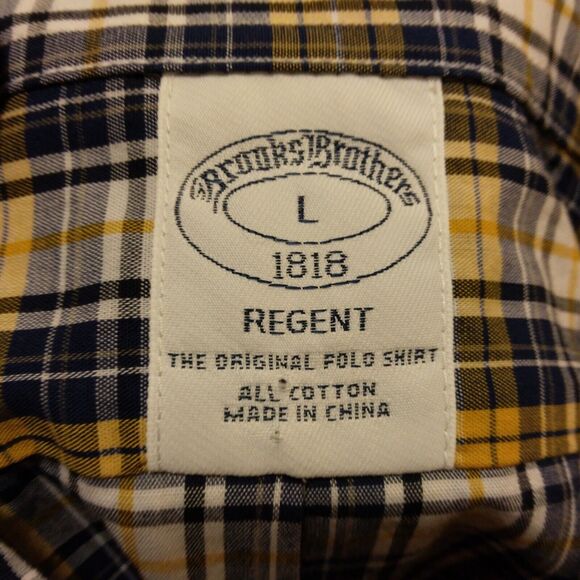 Brooks Brothers
L
1818
REGENT
THE ORIGINAL POLO SHIRT
ALL COTTON
MADE IN CHINA